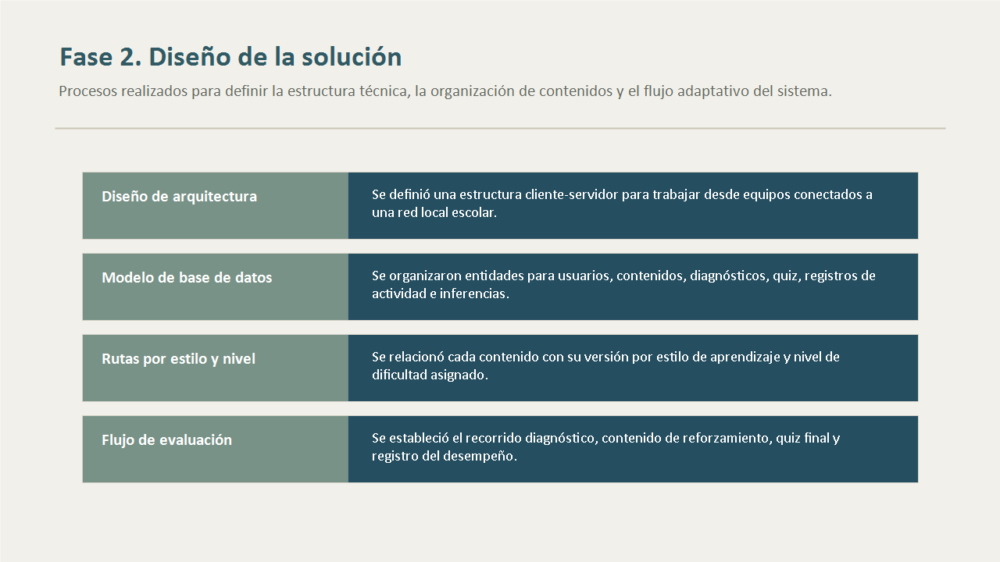 Fase 2. Diseño de la solución
Procesos realizados para definir la estructura técnica, la organización de contenidos y el flujo adaptativo del sistema.
Diseño de arquitectura
Se definió una estructura cliente-servidor para trabajar desde equipos conectados a
una red local escolar.
Modelo de base de datos
Se organizaron entidades para usuarios, contenidos, diagnósticos, quiz, registros de
actividad e inferencias.
Rutas por estilo y nivel
Se relacionó cada contenido con su versión por estilo de aprendizaje y nivel de
dificultad asignado.
Flujo de evaluación
Se estableció el recorrido diagnóstico, contenido de reforzamiento, quiz final y
registro del desempeño.